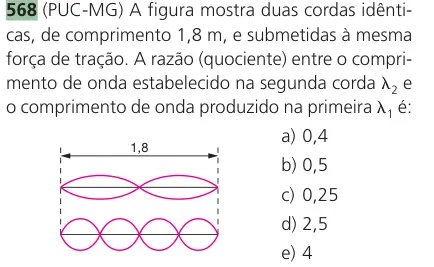 568 (PUC-MG) A figura mostra duas cordas idênti-
cas, de comprimento 1,8 m, e submetidas à mesma
força de tração. A razão (quociente) entre o compri-
mento de onda estabelecido na segunda corda λ₂ e
o comprimento de onda produzido na primeira λ₁ é:
1,8
a) 0,4
b) 0,5
c) 0,25
d) 2,5
e) 4